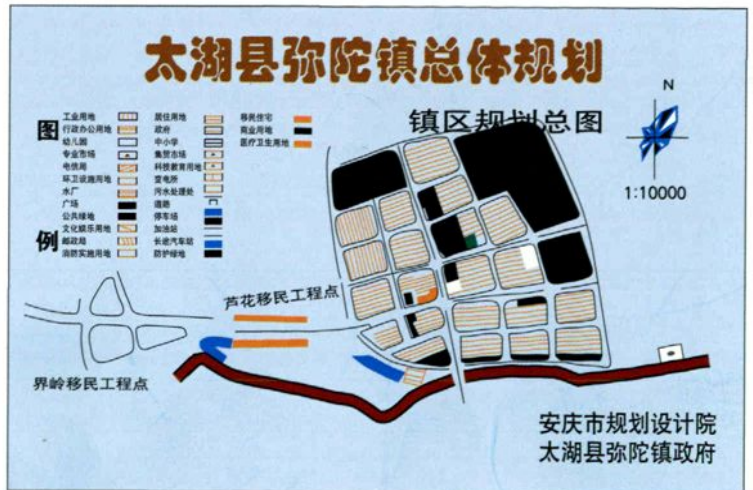 太湖县弥陀镇总体规划
镇区规划总图
N
1:10000
图例
工业用地
行政办公用地
幼儿园
专业市场
电信局
环卫设施用地
水厂
广场
公共绿地
文化娱乐用地
邮政局
消防实施用地
居住用地
政府
中小学
集贸市场
科技教育用地
变电所
污水处理处
道路
停车场
加油站
长途汽车站
防护绿地
移民住宅
商业用地
医疗卫生用地
芦花移民工程点
界岭移民工程点
安庆市规划设计院
太湖县弥陀镇政府